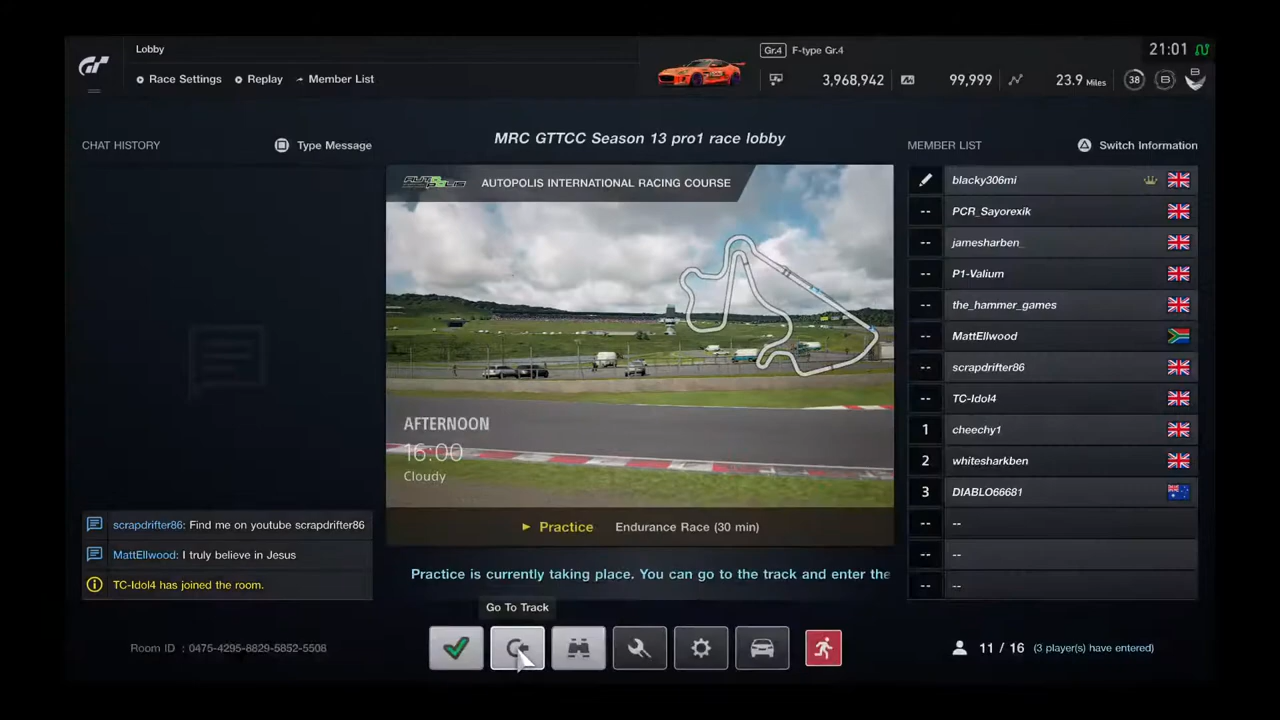 Lobby
Gr.4 F-type Gr.4
21:01
Race Settings Replay Member List
3,968,942 99,999 23.9 Miles 38 B B
CHAT HISTORY Type Message
MRC GTTCC Season 13 pro1 race lobby
MEMBER LIST Switch Information
AUTOPOLIS AUTOPOLIS INTERNATIONAL RACING COURSE
AFTERNOON
16:00
Cloudy
Practice Endurance Race (30 min)
Practice is currently taking place. You can go to the track and enter the
blacky306mi
-- PCR_Sayorexik
-- jamesharben_
-- P1-Valium
-- the_hammer_games
-- MattEllwood
-- scrapdrifter86
-- TC-Idol4
1 cheechy1
2 whitesharkben
3 DIABLO66681
-- --
-- --
-- --
scrapdrifter86: Find me on youtube scrapdrifter86
MattEllwood: I truly believe in Jesus
TC-Idol4 has joined the room.
Go To Track
Room ID : 0475-4295-8829-5852-5508
11 / 16 (3 player(s) have entered)